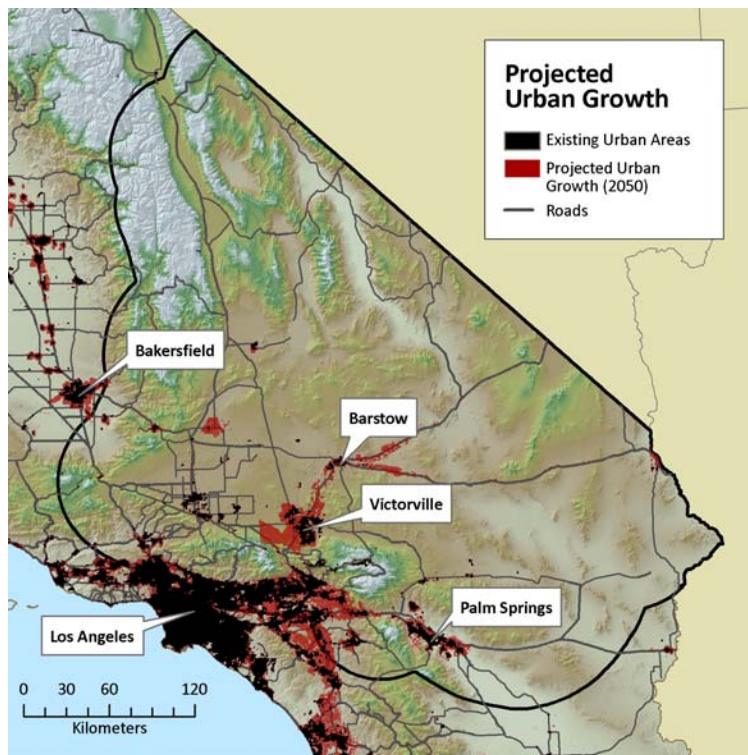 Projected
Urban Growth
Existing Urban Areas
Projected Urban
Growth (2050)
Roads
Bakersfield
Barstow
Victorville
Palm Springs
Los Angeles
0 30 60 120
Kilometers